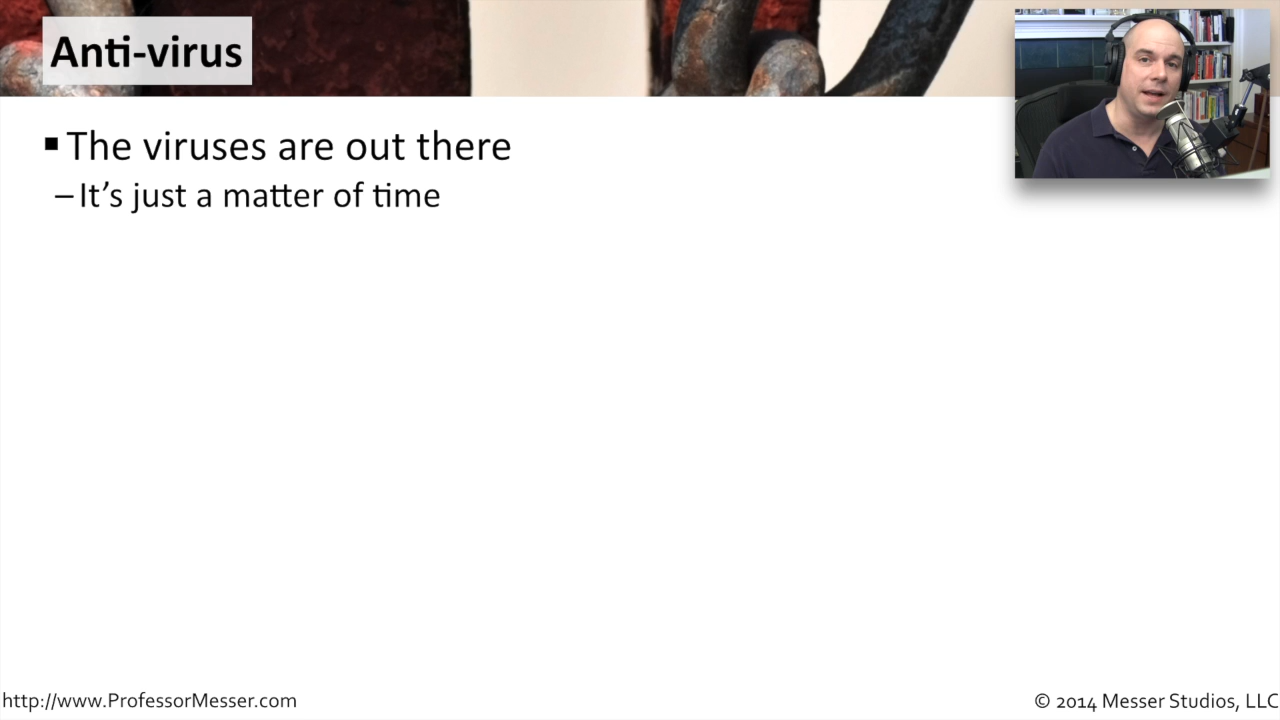 Anti-virus
▪ The viruses are out there
– It’s just a matter of time
http://www.ProfessorMesser.com
© 2014 Messer Studios, LLC